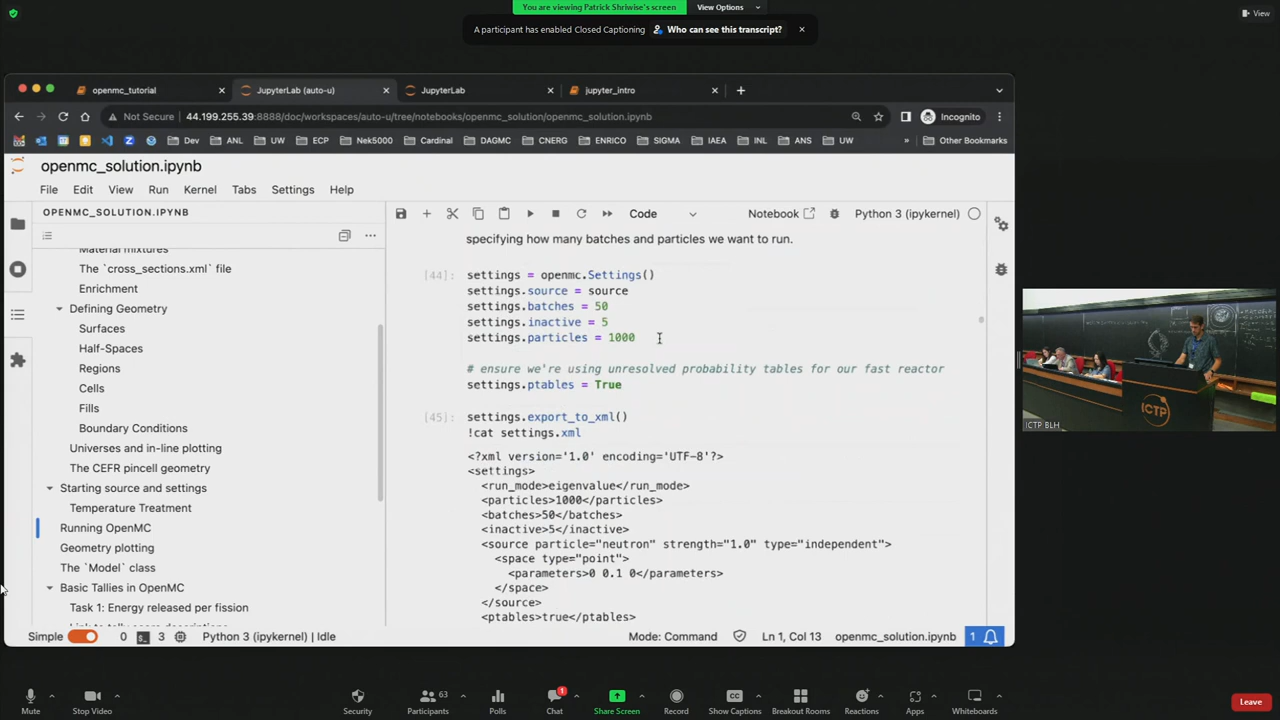 You are viewing Patrick Shriwise's screen
View Options
View
A participant has enabled Closed Captioning
Who can see this transcript?
openmc_tutorial
JupyterLab (auto-u)
JupyterLab
jupyter_intro
Not Secure
44.199.255.39:8888/doc/workspaces/auto-u/tree/notebooks/openmc_solution/openmc_solution.ipynb
Incognito
Dev
ANL
UW
ECP
Nek5000
Cardinal
DAGMC
CNERG
ENRICO
SIGMA
IAEA
INL
ANS
UW
»
Other Bookmarks
openmc_solution.ipynb
File Edit View Run Kernel Tabs Settings Help
OPENMC_SOLUTION.IPYNB
Code
Notebook
Python 3 (ipykernel)
Material mixtures
The `cross_sections.xml` file
Enrichment
Defining Geometry
Surfaces
Half-Spaces
Regions
Cells
Fills
Boundary Conditions
Universes and in-line plotting
The CEFR pincell geometry
Starting source and settings
Temperature Treatment
Running OpenMC
Geometry plotting
The `Model` class
Basic Tallies in OpenMC
Task 1: Energy released per fission
specifying how many batches and particles we want to run.
[44]: settings = openmc.Settings()
settings.source = source
settings.batches = 50
settings.inactive = 5
settings.particles = 1000
# ensure we're using unresolved probability tables for our fast reactor
settings.ptables = True
[45]: settings.export_to_xml()
!cat settings.xml
<?xml version='1.0' encoding='UTF-8'?>
<settings>
<run_mode>eigenvalue</run_mode>
<particles>1000</particles>
<batches>50</batches>
<inactive>5</inactive>
<source particle="neutron" strength="1.0" type="independent">
<space type="point">
<parameters>0 0.1 0</parameters>
</space>
</source>
<ptables>true</ptables>
Simple
0
3
Python 3 (ipykernel) | Idle
Mode: Command
Ln 1, Col 13
openmc_solution.ipynb
1
ICTP
ICTP BLH
Mute
Stop Video
Security
63
Participants
Polls
1
Chat
Share Screen
Record
CC
Show Captions
Breakout Rooms
Reactions
Apps
Whiteboards
Leave